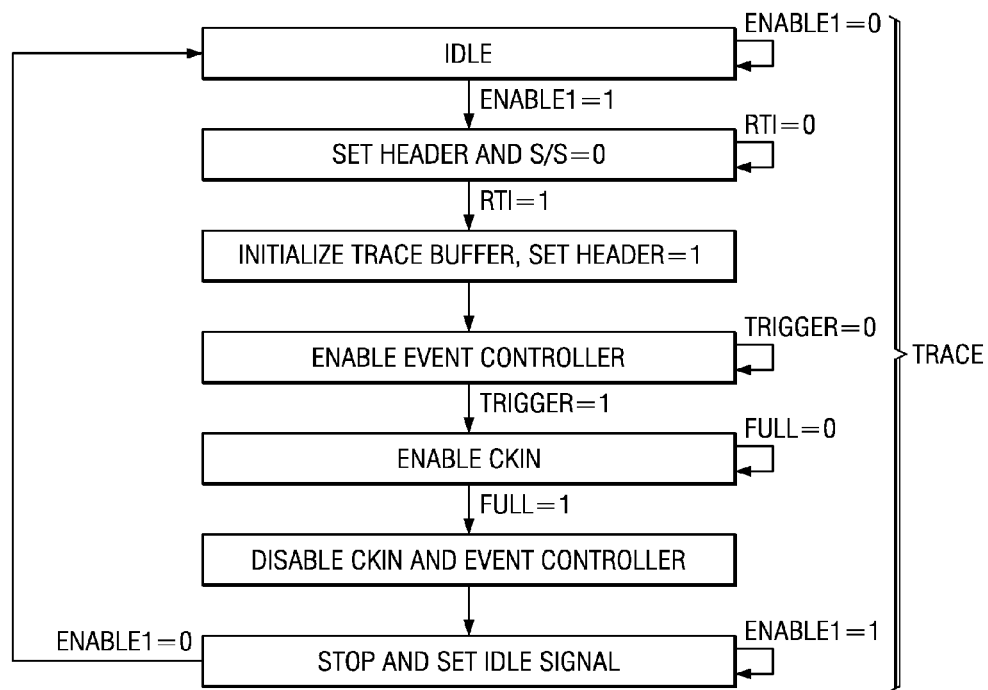 ENABLE1=0
IDLE
ENABLE1=1
RTI=0
SET HEADER AND S/S=0
RTI=1
INITIALIZE TRACE BUFFER, SET HEADER=1
TRIGGER=0
ENABLE EVENT CONTROLLER
TRACE
TRIGGER=1
FULL=0
ENABLE CKIN
FULL=1
DISABLE CKIN AND EVENT CONTROLLER
ENABLE1=0
ENABLE1=1
STOP AND SET IDLE SIGNAL